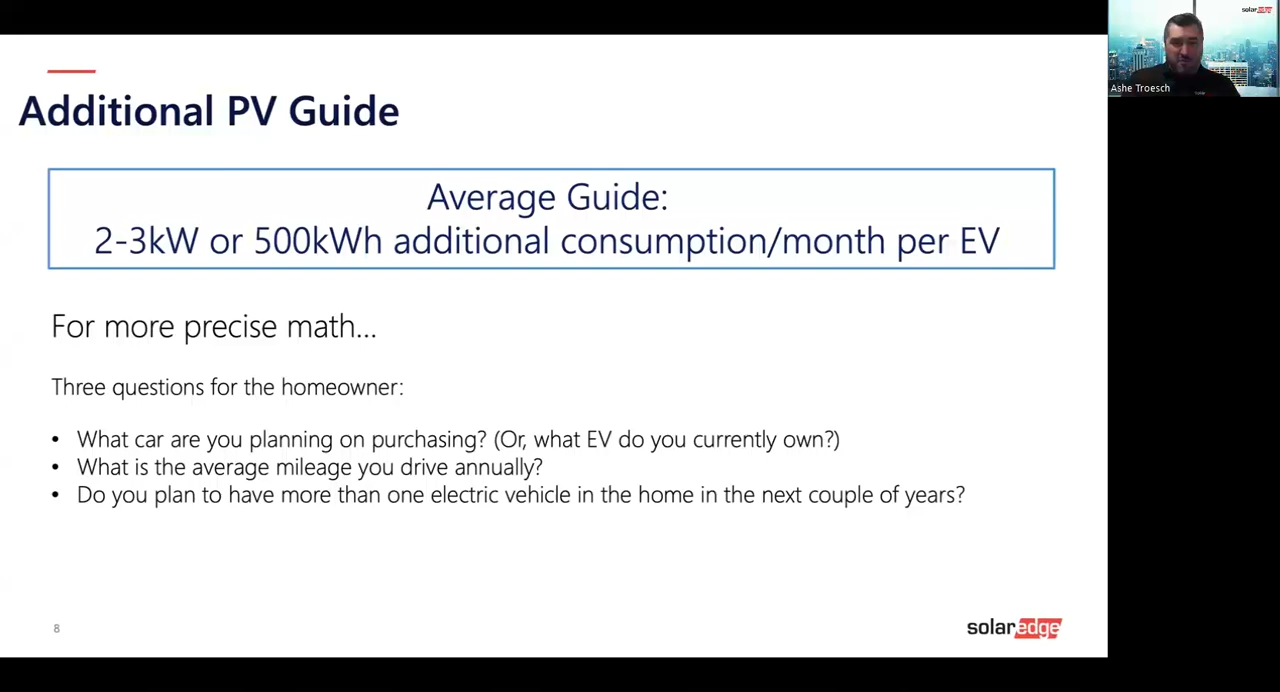 Additional PV Guide
Average Guide:
2-3kW or 500kWh additional consumption/month per EV
For more precise math...
Three questions for the homeowner:
• What car are you planning on purchasing? (Or, what EV do you currently own?)
• What is the average mileage you drive annually?
• Do you plan to have more than one electric vehicle in the home in the next couple of years?
8
solaredge
solaredge
Ashe Troesch